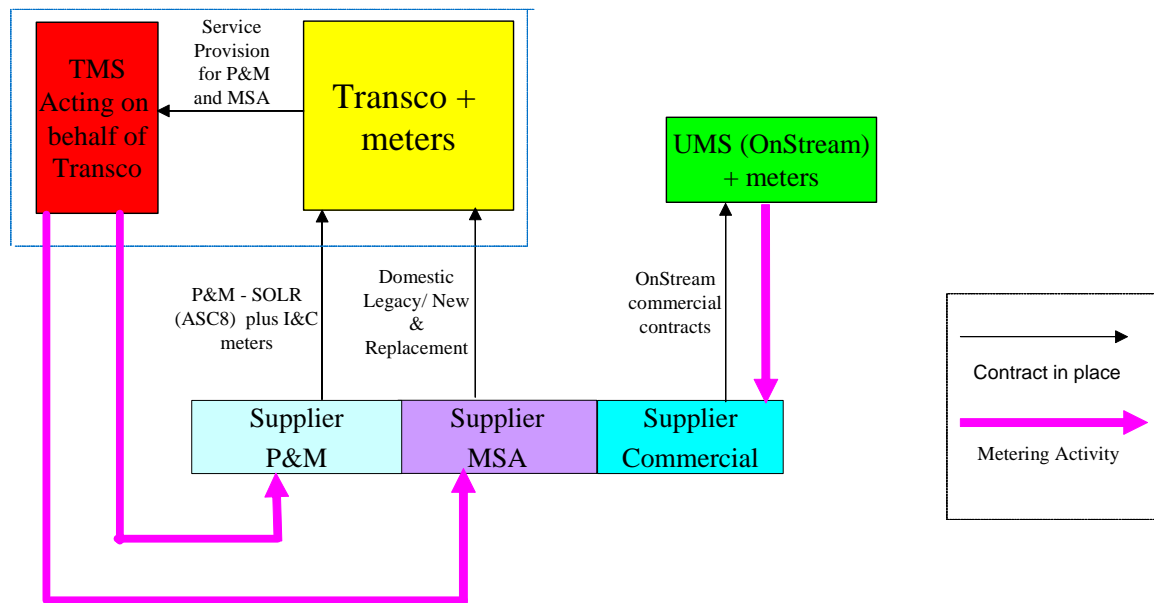 TMS
Acting on
behalf of
Transco
Service
Provision
for P&M
and MSA
Transco +
meters
UMS (OnStream)
+ meters
P&M - SOLR
(ASC8) plus I&C
meters
Domestic
Legacy/ New
&
Replacement
OnStream
commercial
contracts
Supplier
P&M
Supplier
MSA
Supplier
Commercial
Contract in place
Metering Activity